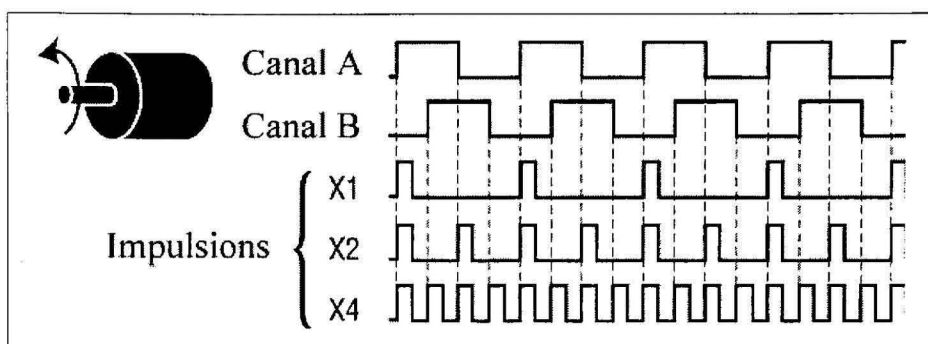 Canal A
Canal B
X1
Impulsions
X2
X4